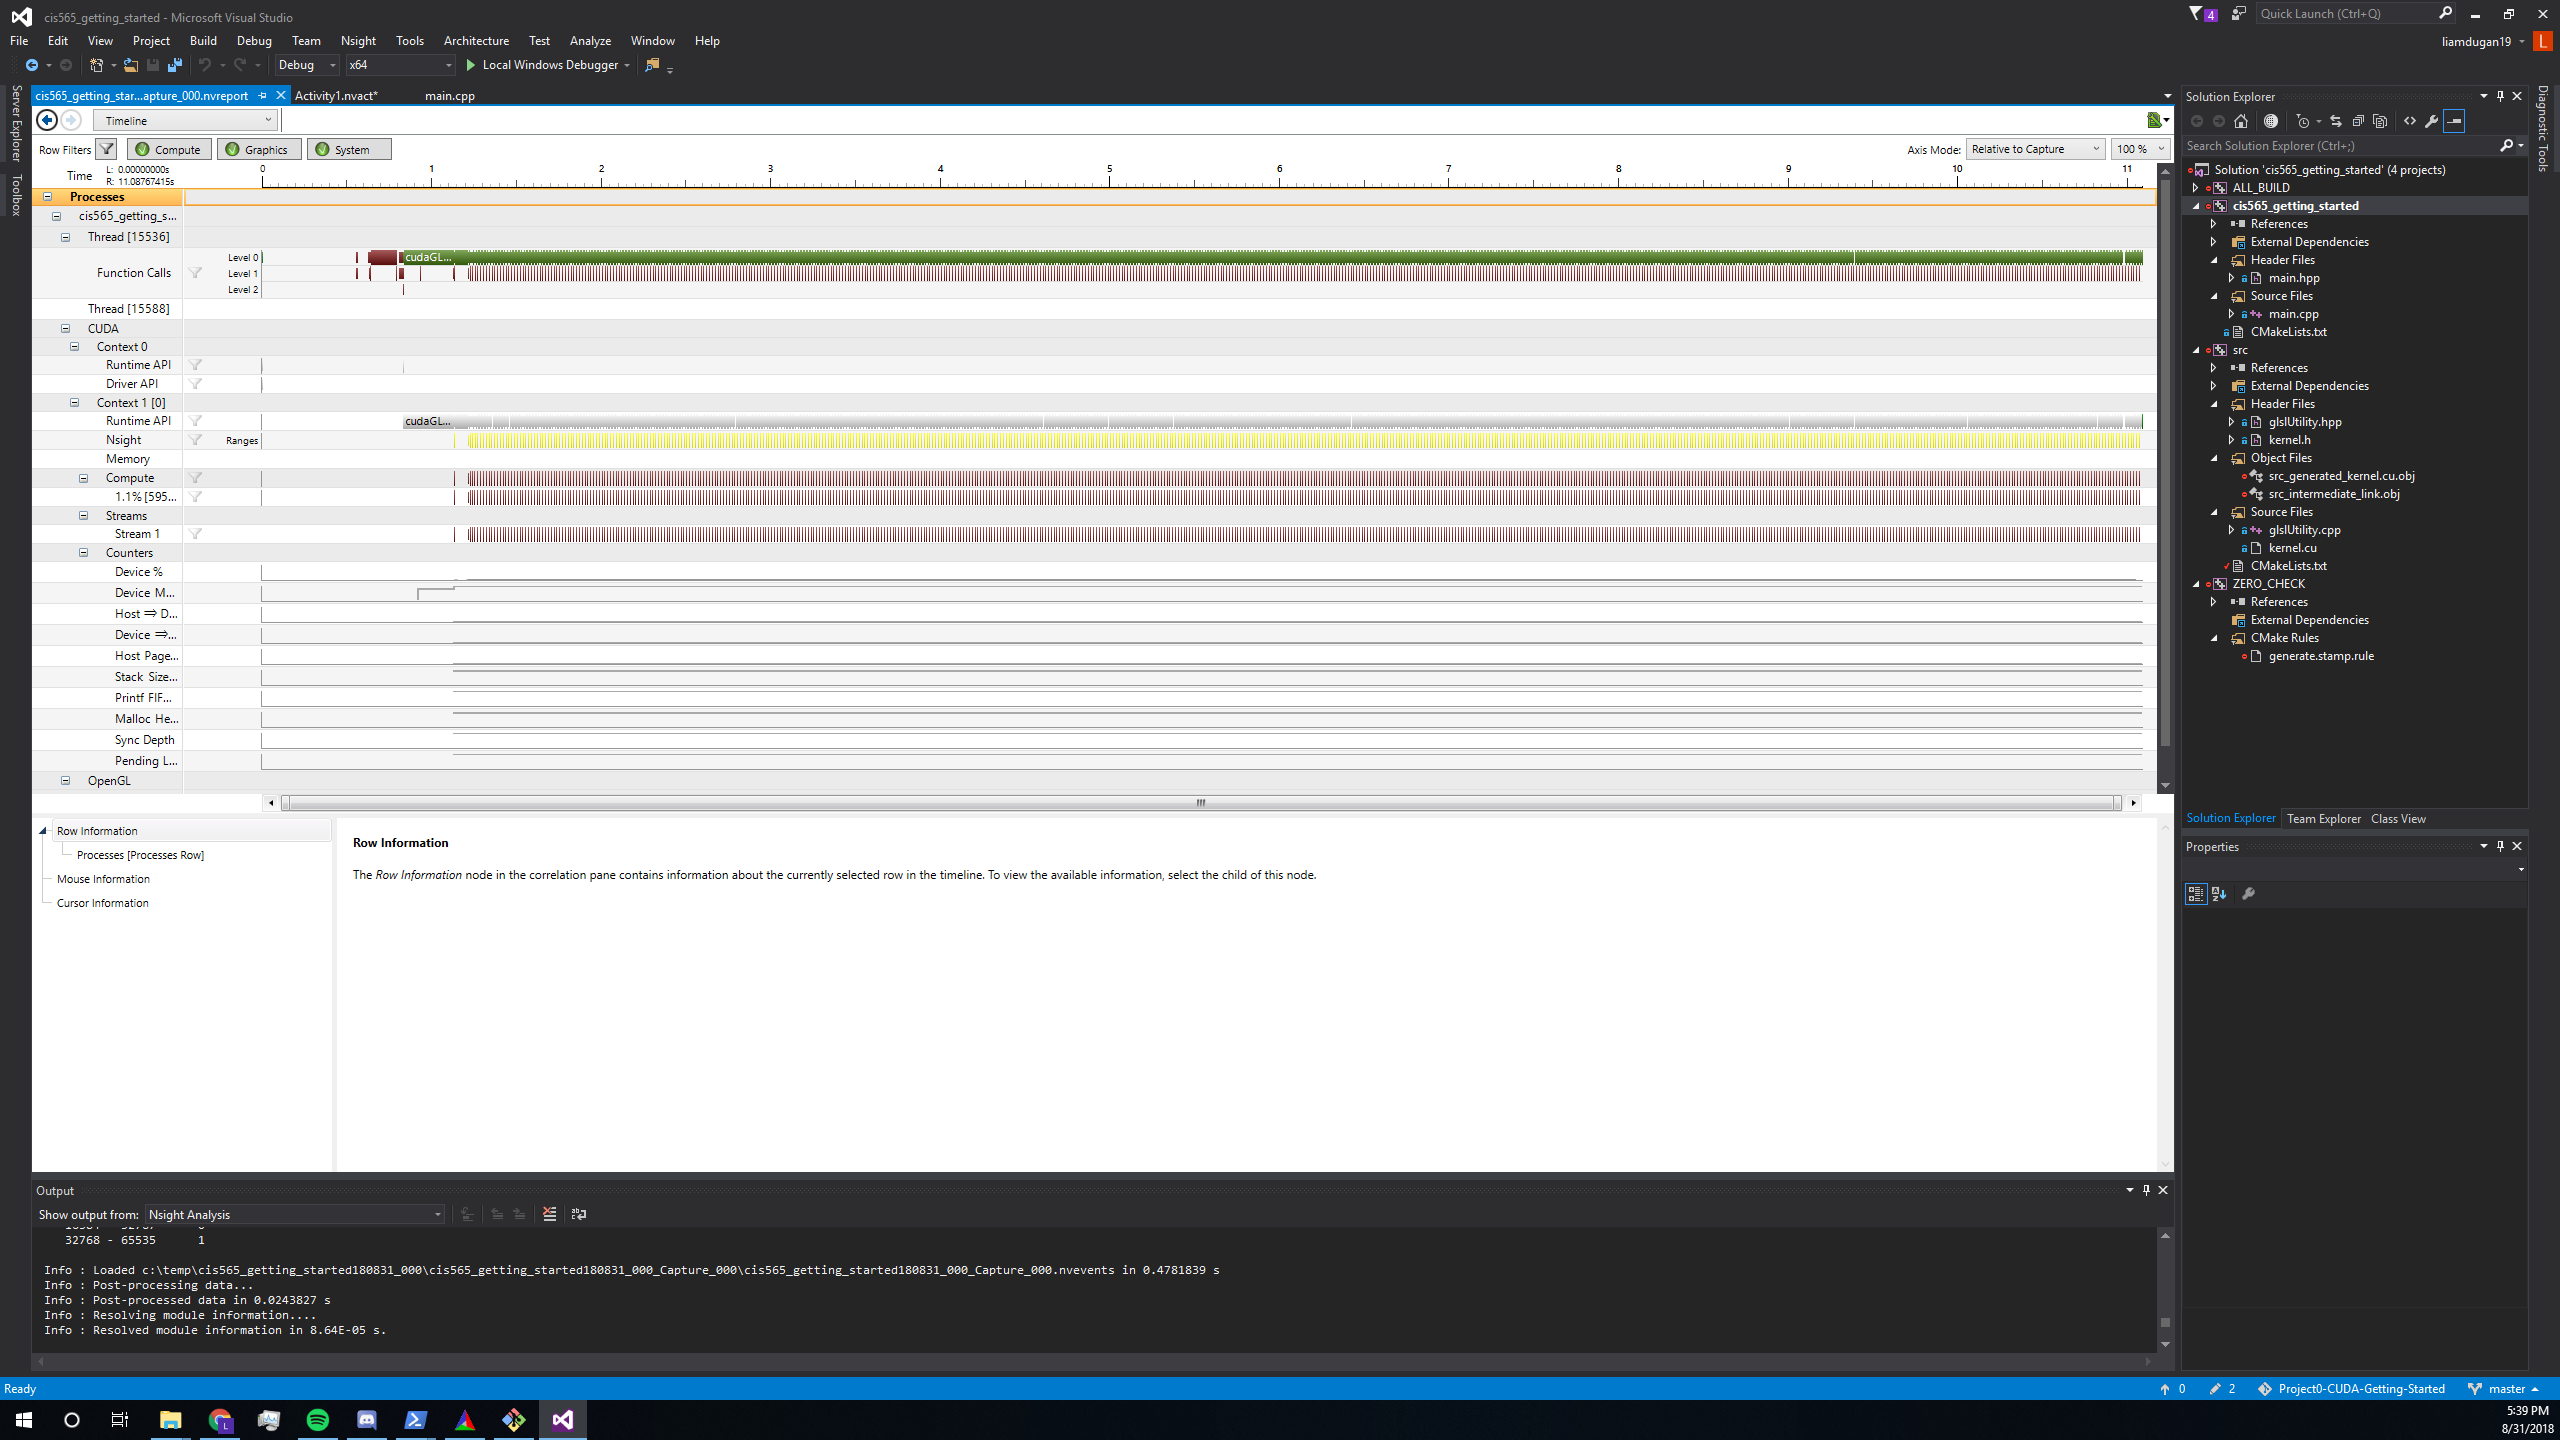 cis565_getting_started - Microsoft Visual Studio
4
Quick Launch (Ctrl+Q)
File Edit View Project Build Debug Team Nsight Tools Architecture Test Analyze Window Help
liamdugan19 L
Debug x64 Local Windows Debugger
Server Explorer
Toolbox
cis565_getting_star...apture_000.nvreport Activity1.nvact* main.cpp
Timeline
Row Filters Compute Graphics System
Axis Mode: Relative to Capture 100 %
Time L: 0.00000000s
R: 11.08767415s
0 1 2 3 4 5 6 7 8 9 10 11
Processes
cis565_getting_s...
Thread [15536]
Function Calls
Level 0 cudaGL...
Level 1
Level 2
Thread [15588]
CUDA
Context 0
Runtime API
Driver API
Context 1 [0]
Runtime API cudaGL...
Nsight Ranges
Memory
Compute
1.1% [595...
Streams
Stream 1
Counters
Device %
Device M...
Host ⇒ D...
Device ⇒...
Host Page...
Stack Size...
Printf FIF...
Malloc He...
Sync Depth
Pending L...
OpenGL
Row Information
Processes [Processes Row]
Mouse Information
Cursor Information
Row Information
The Row Information node in the correlation pane contains information about the currently selected row in the timeline. To view the available information, select the child of this node.
Output
Show output from: Nsight Analysis
32768 - 65535 1
Info : Loaded c:\temp\cis565_getting_started180831_000\cis565_getting_started180831_000_Capture_000\cis565_getting_started180831_000_Capture_000.nvevents in 0.4781839 s
Info : Post-processing data...
Info : Post-processed data in 0.0243827 s
Info : Resolving module information....
Info : Resolved module information in 8.64E-05 s.
Solution Explorer
Search Solution Explorer (Ctrl+;)
Solution 'cis565_getting_started' (4 projects)
ALL_BUILD
cis565_getting_started
References
External Dependencies
Header Files
main.hpp
Source Files
main.cpp
CMakeLists.txt
src
References
External Dependencies
Header Files
glslUtility.hpp
kernel.h
Object Files
src_generated_kernel.cu.obj
src_intermediate_link.obj
Source Files
glslUtility.cpp
kernel.cu
CMakeLists.txt
ZERO_CHECK
References
External Dependencies
CMake Rules
generate.stamp.rule
Solution Explorer Team Explorer Class View
Properties
Diagnostic Tools
Ready
0 2 Project0-CUDA-Getting-Started master
5:39 PM
8/31/2018